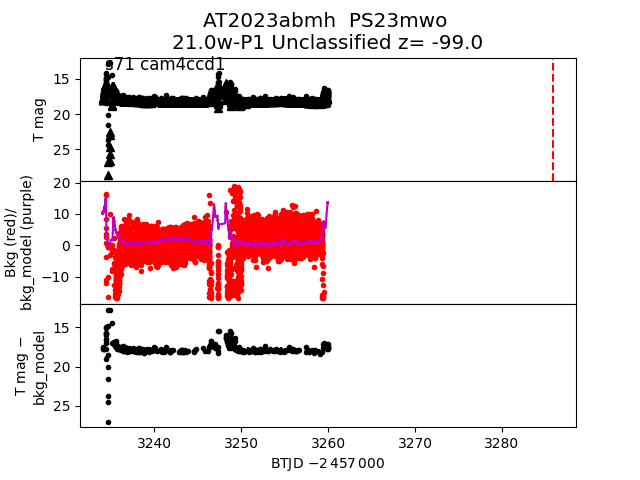 AT2023abmh  PS23mwo
21.0w-P1 Unclassified z= -99.0
s71 cam4ccd1
15
20
25
T mag
20
10
0
−10
Bkg (red)/
bkg_model (purple)
15
20
25
T mag −
bkg_model
3240 3250 3260 3270 3280
BTJD −2 457 000